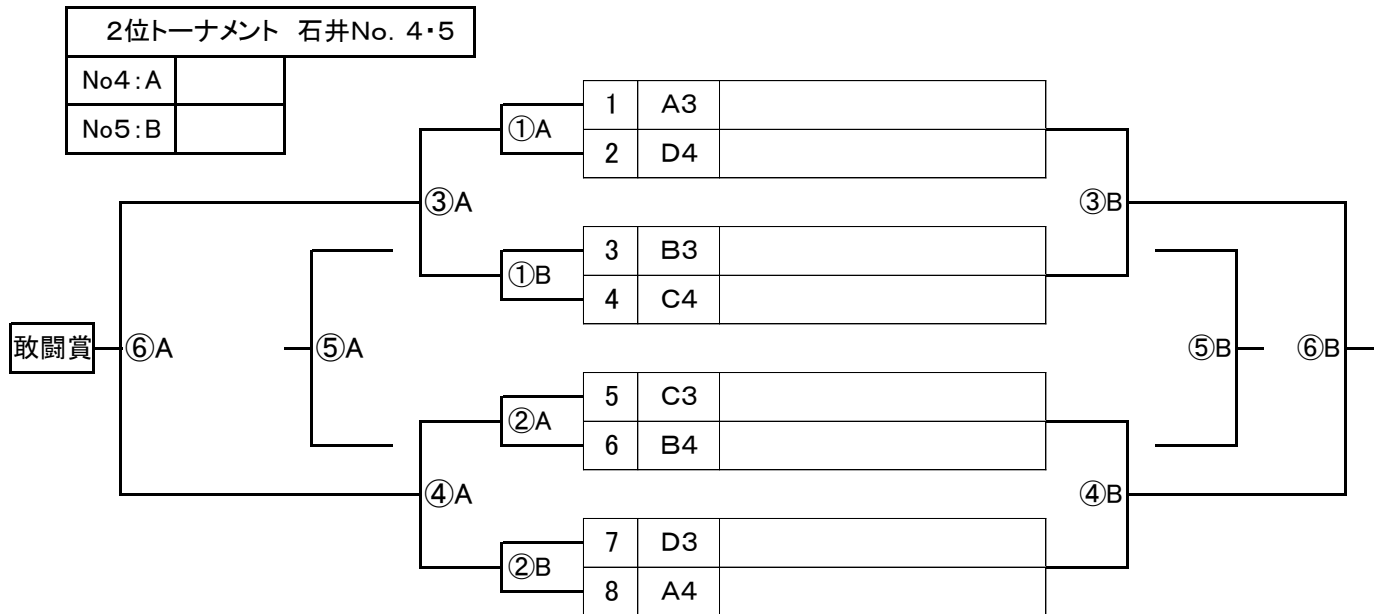 2位トーナメント 石井No. 4・5
No4:A
No5:B
1 A3
①A
2 D4
③A
③B
3 B3
①B
4 C4
敢闘賞
⑥A
⑤A
⑤B
⑥B
5 C3
②A
6 B4
④A
④B
7 D3
②B
8 A4